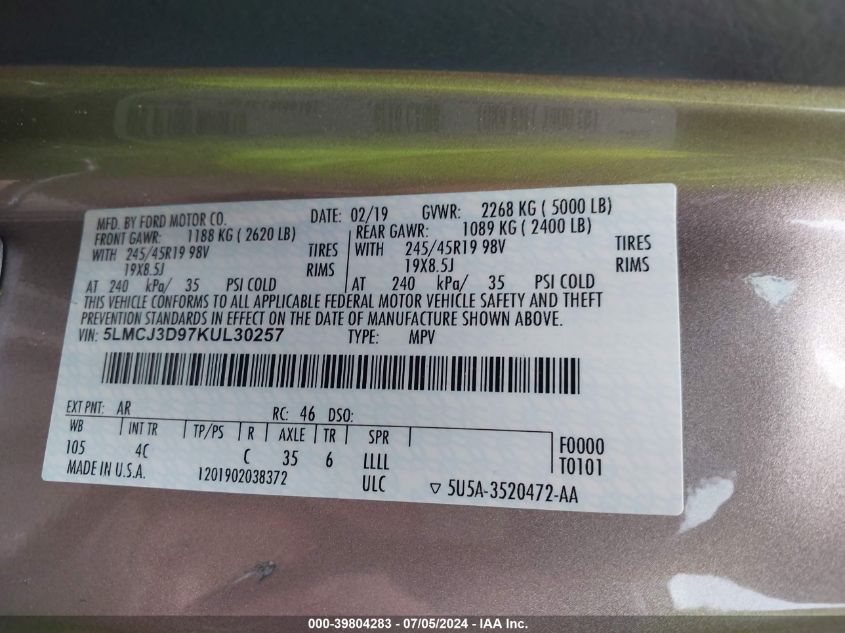 MFD. BY FORD MOTOR CO. DATE: 02/19 GVWR: 2268 KG ( 5000 LB)
FRONT GAWR: 1188 KG ( 2620 LB) REAR GAWR: 1089 KG ( 2400 LB)
WITH 245/45R19 98V TIRES WITH 245/45R19 98V TIRES
19X8.5J RIMS 19X8.5J RIMS
AT 240 kPa/ 35 PSI COLD AT 240 kPa/ 35 PSI COLD
THIS VEHICLE CONFORMS TO ALL APPLICABLE FEDERAL MOTOR VEHICLE SAFETY AND THEFT
PREVENTION STANDARDS IN EFFECT ON THE DATE OF MANUFACTURE SHOWN ABOVE.
VIN: 5LMCJ3D97KUL30257 TYPE: MPV
EXT PNT: AR RC: 46 DSO:
WB INT TR TP/PS R AXLE TR SPR F0000
105 4C C 35 6 LLLL T0101
MADE IN U.S.A. 1201902038372 ULC ▽ 5U5A-3520472-AA
000-39804283 - 07/05/2024 - IAA Inc.